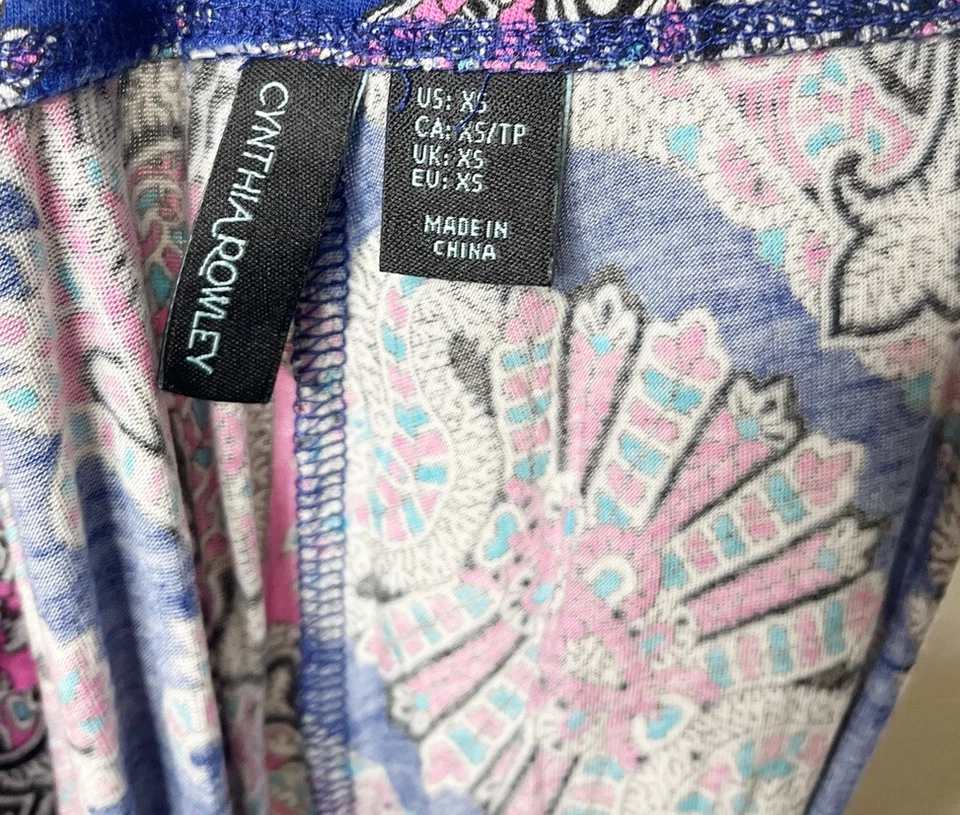 CYNTHIA ROWLEY
US: XS
CA: XS/TP
UK: XS
EU: XS
MADE IN
CHINA